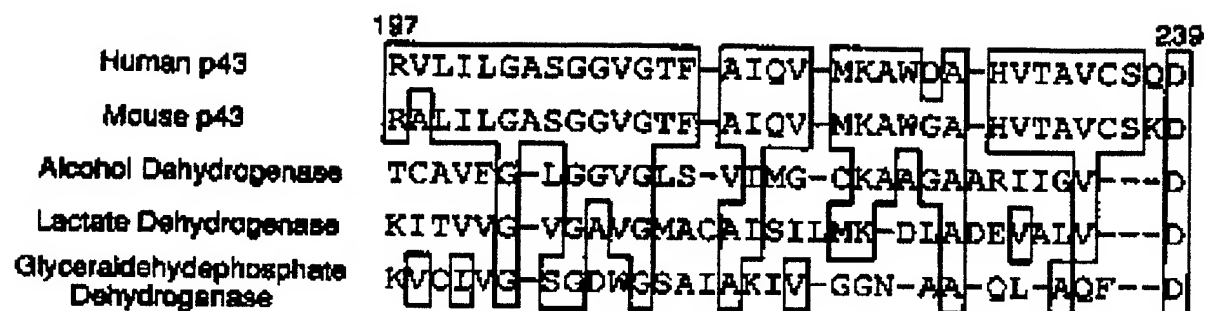 197 239
Human p43 RVLILGASGGVGTF-AIQV-MKAWDA-HVTAVCSQD
Mouse p43 RALILGASGGVGTF-AIQV-MKAWGA-HVTAVCSKD
Alcohol Dehydrogenase TCAVFG-LGGVGLS-VIMG-CKAAGAARIIGV---D
Lactate Dehydrogenase KITVVG-VGAVGMACAISILMK-DLADEVALV---D
Glyceraldehydephosphate
Dehydrogenase KVCLVG-SGDWGSAIAKIV-GGN-AA-QL-AQF--D